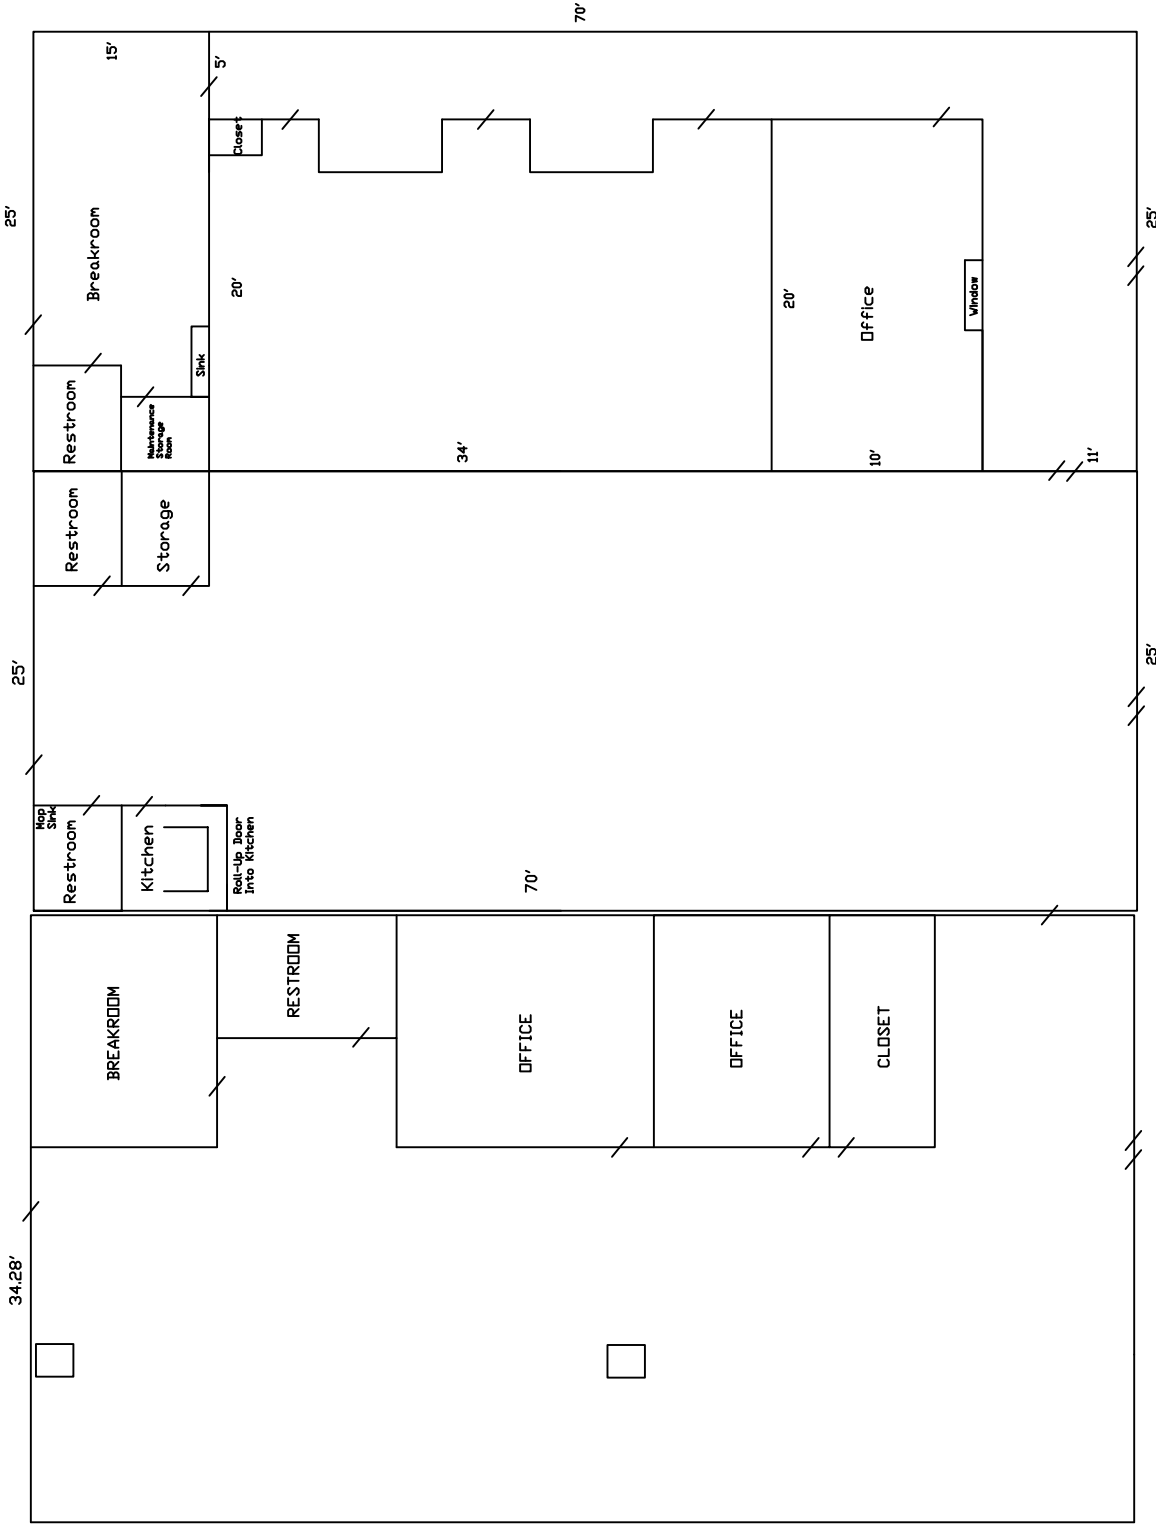 70'
15'
5'
Closet
25'
Breakroom
25'
20'
20'
Office
Window
Sink
Restroom
Maintenance
Storage
Room
34'
10'
11'
Restroom
Storage
25'
25'
Mop
Sink
Restroom
Kitchen
Roll-Up Door
Into Kitchen
70'
BREAKROOM
RESTROOM
OFFICE
OFFICE
CLOSET
34.28'